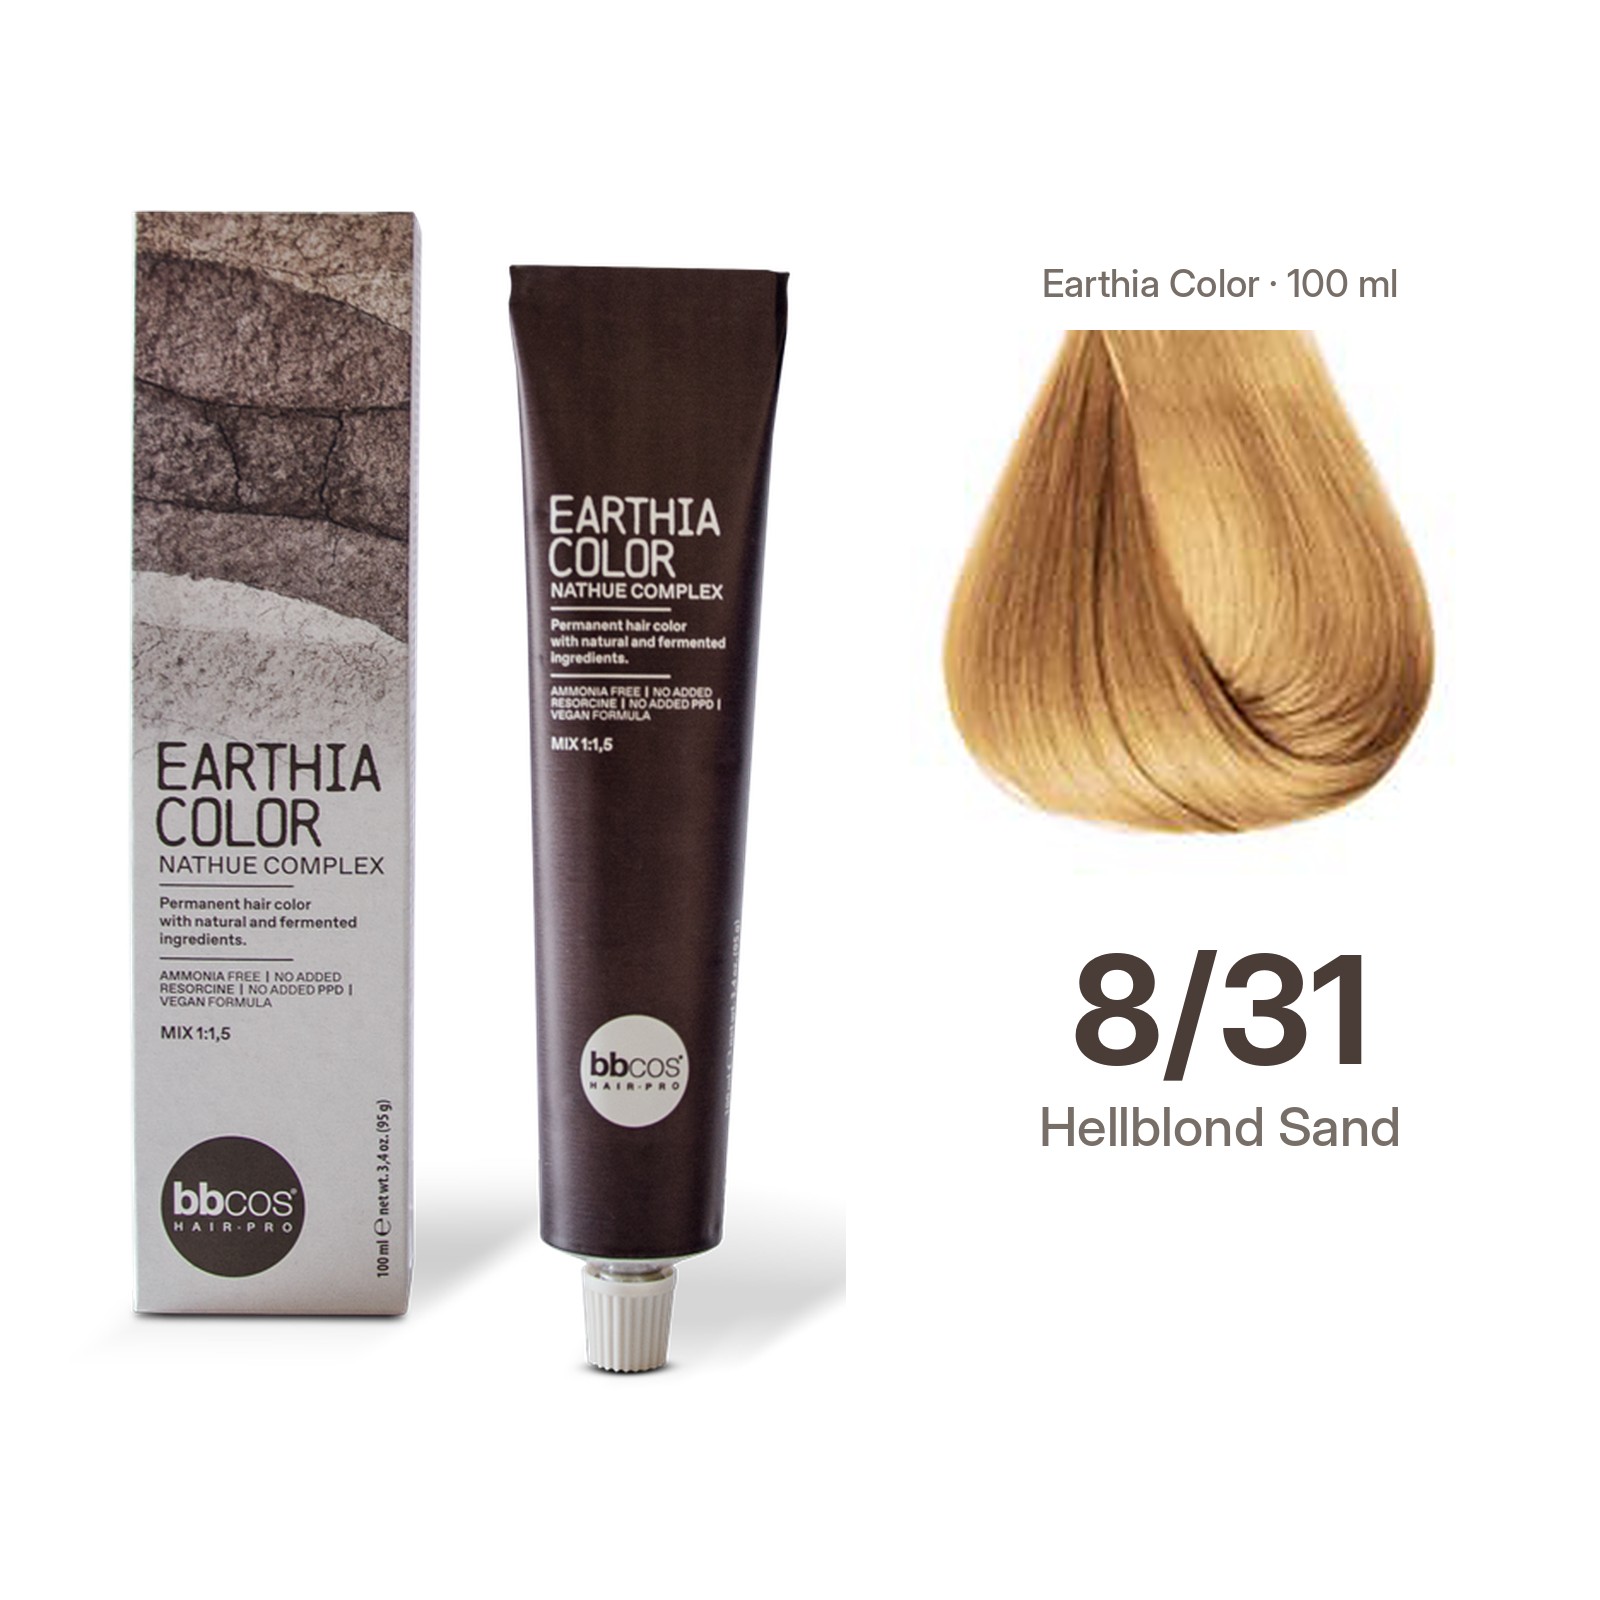 EARTHIA
COLOR
NATHUE COMPLEX
Permanent hair color
with natural and fermented
ingredients.
AMMONIA FREE | NO ADDED
RESORCINE | NO ADDED PPD |
VEGAN FORMULA
MIX 1:1,5
bbcos®
HAIR·PRO
100 ml ℮ net wt. 3,4 oz. (95 g)
EARTHIA
COLOR
NATHUE COMPLEX
Permanent hair color
with natural and fermented
ingredients.
AMMONIA FREE | NO ADDED
RESORCINE | NO ADDED PPD |
VEGAN FORMULA
MIX 1:1,5
bbcos®
HAIR·PRO
Earthia Color · 100 ml
8/31
Hellblond Sand